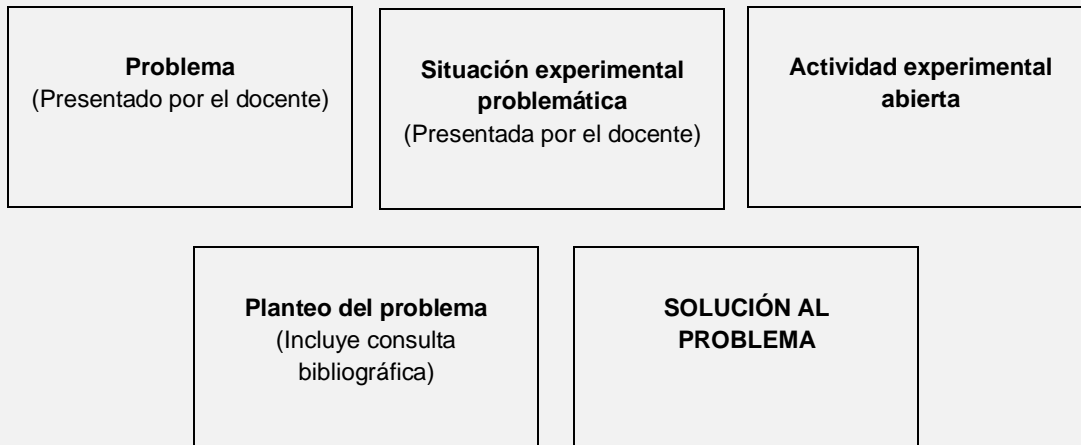 Problema
(Presentado por el docente)
Situación experimental
problemática
(Presentada por el docente)
Actividad experimental
abierta
Planteo del problema
(Incluye consulta
bibliográfica)
SOLUCIÓN AL
PROBLEMA